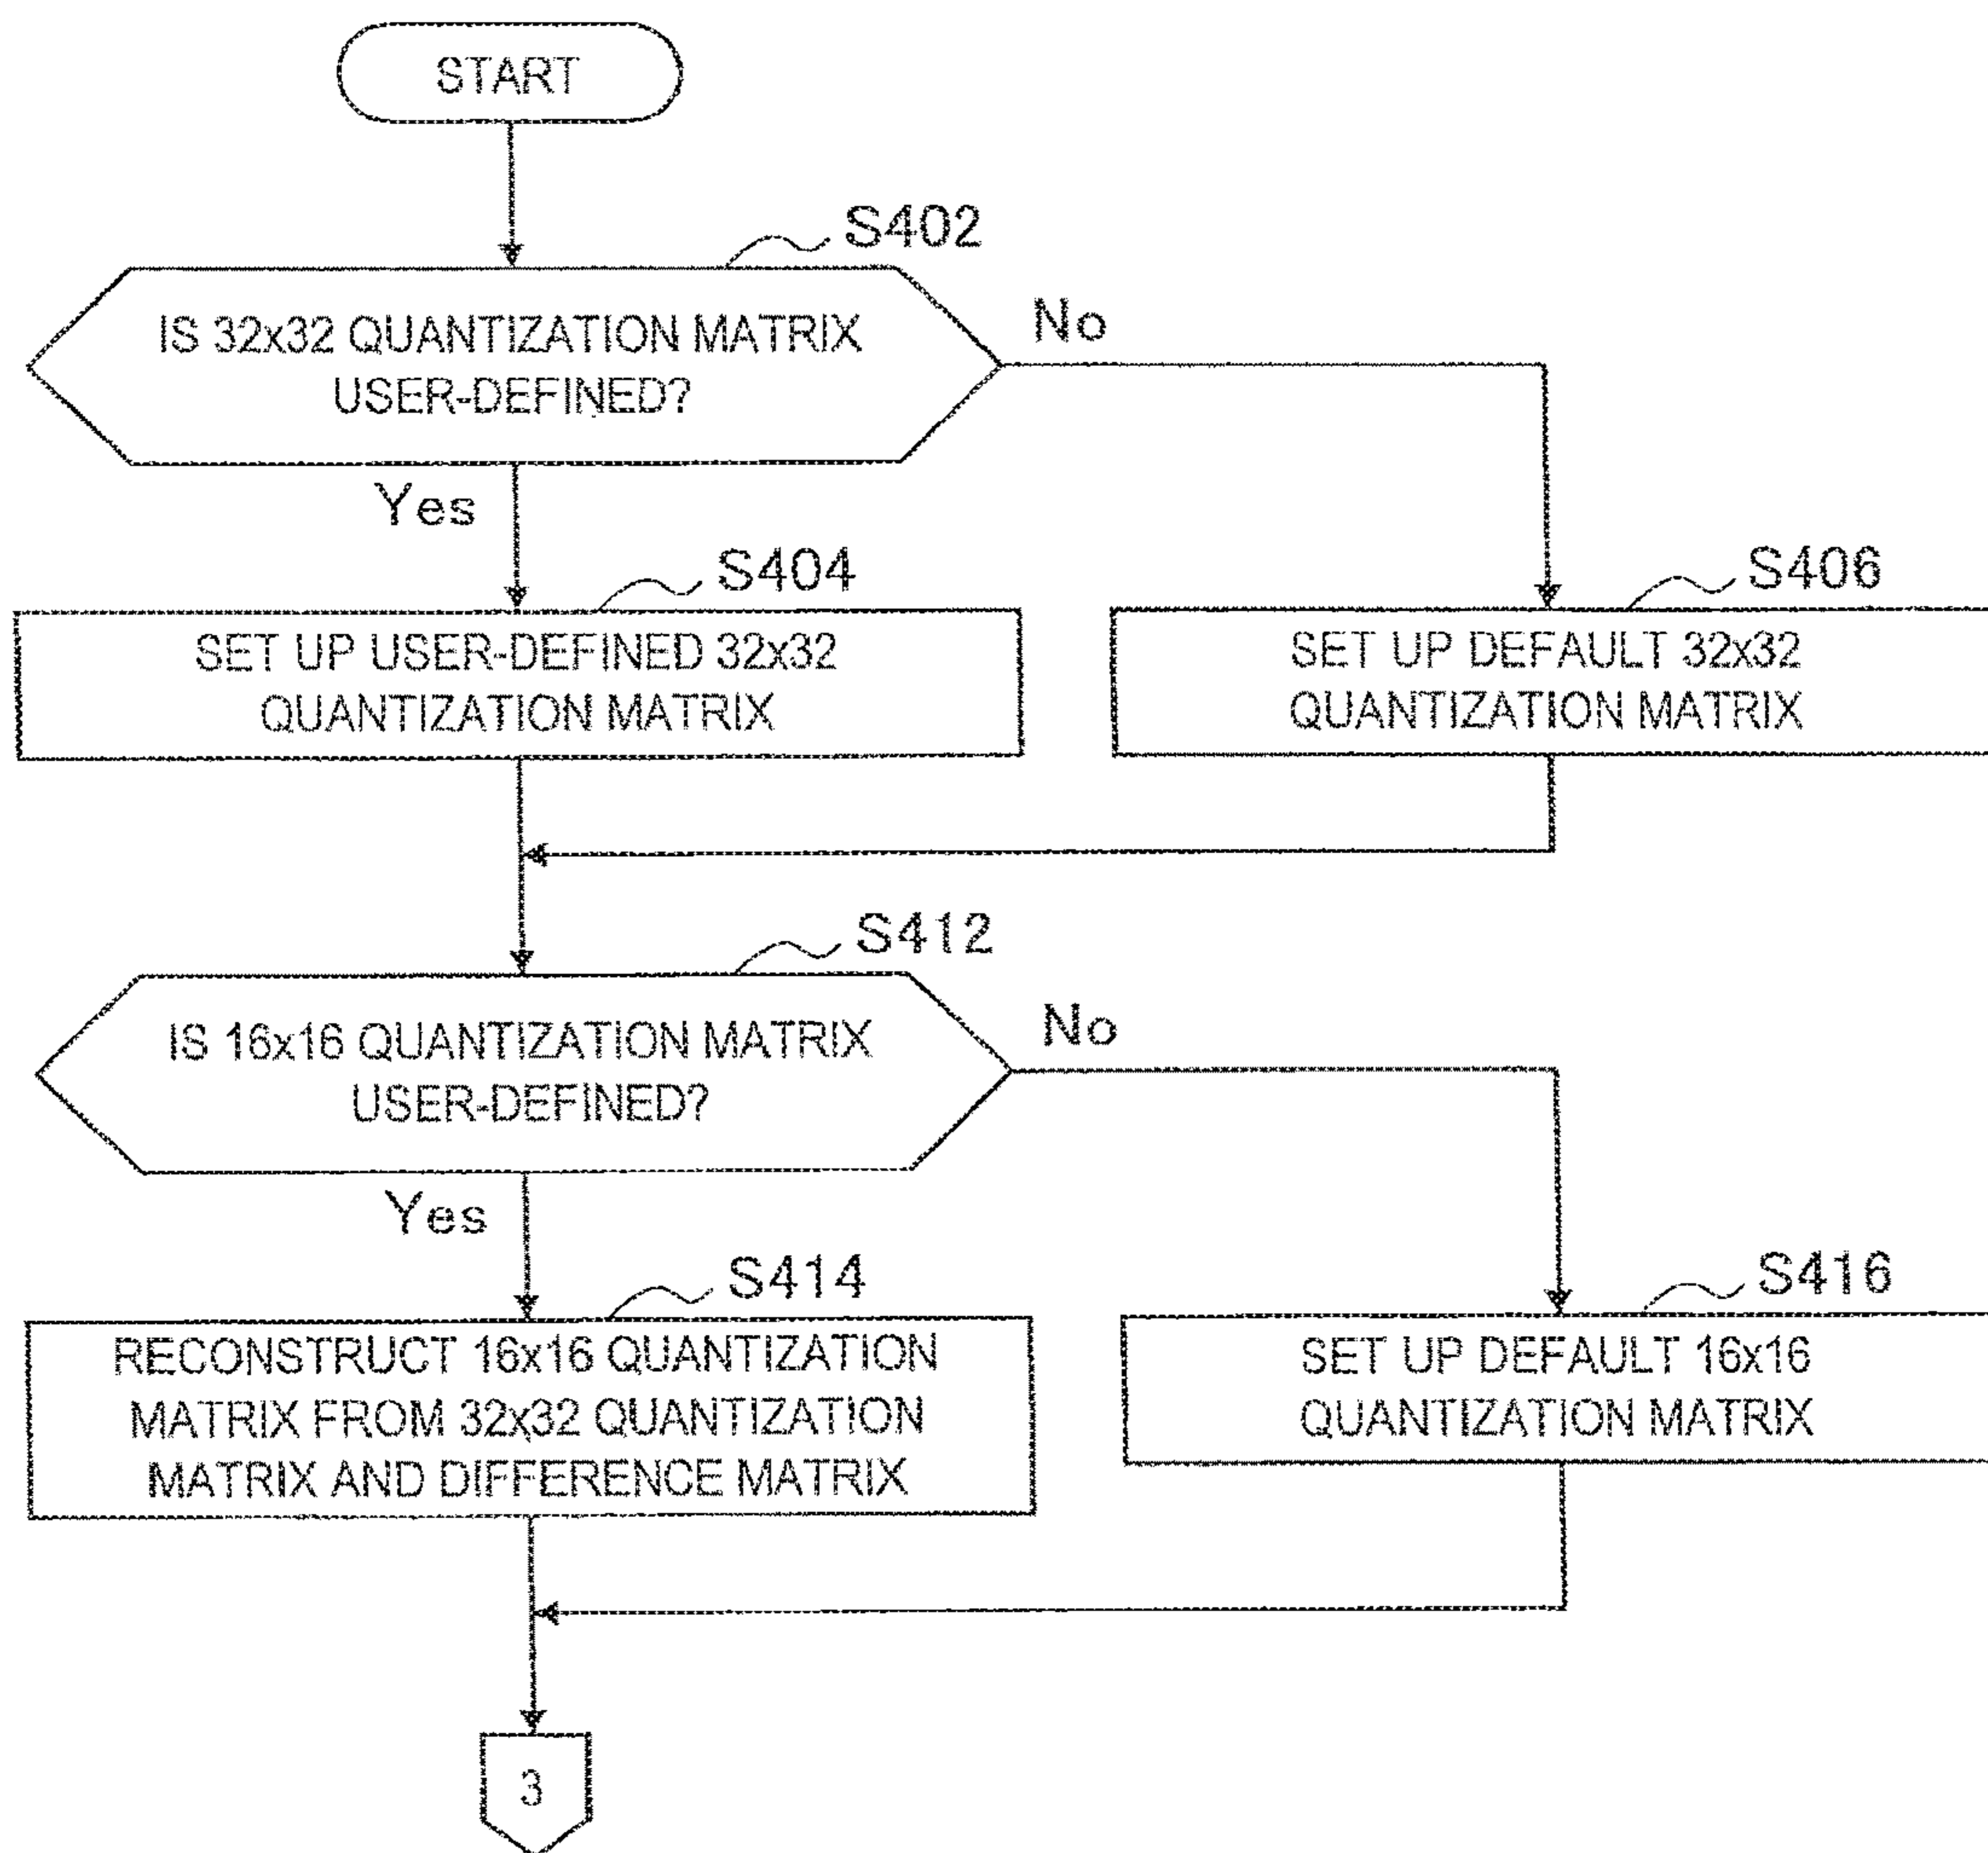 START
S402
IS 32x32 QUANTIZATION MATRIX
USER-DEFINED?
No
Yes
S404
SET UP USER-DEFINED 32x32
QUANTIZATION MATRIX
S406
SET UP DEFAULT 32x32
QUANTIZATION MATRIX
S412
IS 16x16 QUANTIZATION MATRIX
USER-DEFINED?
No
Yes
S414
RECONSTRUCT 16x16 QUANTIZATION
MATRIX FROM 32x32 QUANTIZATION
MATRIX AND DIFFERENCE MATRIX
S416
SET UP DEFAULT 16x16
QUANTIZATION MATRIX
3